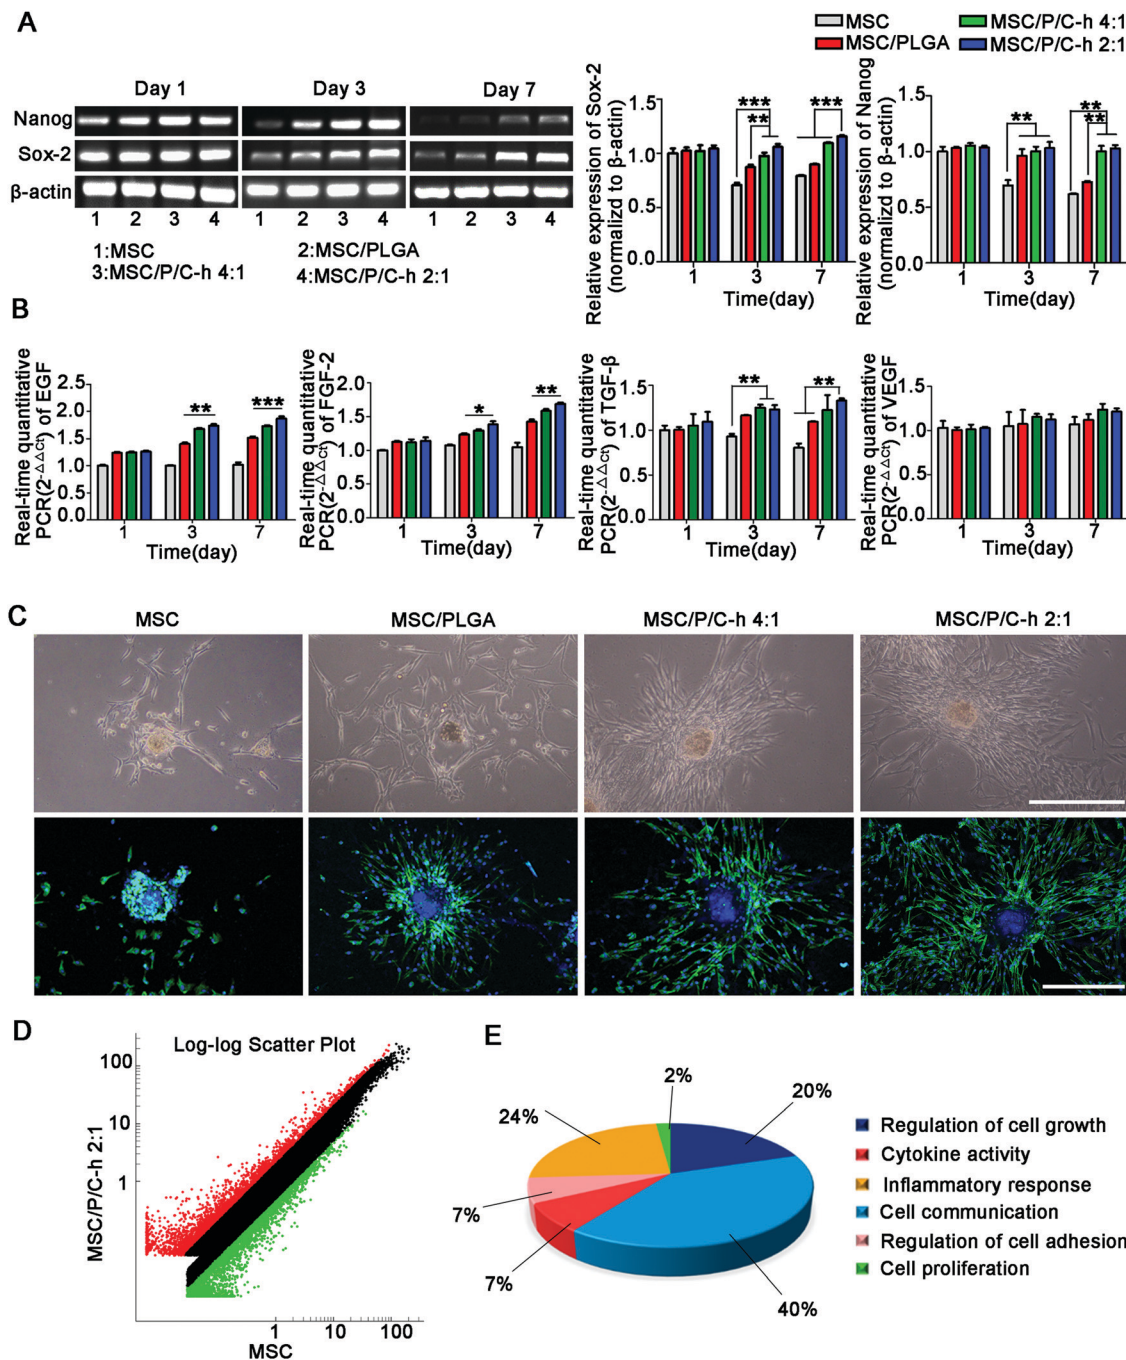 A
MSC
MSC/P/C-h 4:1
MSC/PLGA
MSC/P/C-h 2:1
Day 1
Day 3
Day 7
Nanog
Sox-2
β-actin
1 2 3 4
1 2 3 4
1 2 3 4
1:MSC
2:MSC/PLGA
3:MSC/P/C-h 4:1
4:MSC/P/C-h 2:1
Relative expression of Sox-2
(normalizd to β-actin)
1.5
1.0
0.5
0.0
*** ** ***
1 3 7
Time(day)
Relative expression of Nanog
(normalizd to β-actin)
1.5
1.0
0.5
0.0
** ** **
1 3 7
Time(day)
B
Real-time quantitative
PCR(2-△△Ct) of EGF
2.5
2.0
1.5
1.0
0.5
0.0
** ***
1 3 7
Time(day)
Real-time quantitative
PCR(2-△△Ct) of FGF-2
2.0
1.5
1.0
0.5
0.0
* **
1 3 7
Time(day)
Real-time quantitative
PCR(2-△△Ct) of TGF-β
1.5
1.0
0.5
0.0
** **
1 3 7
Time(day)
Real-time quantitative
PCR(2-△△Ct) of VEGF
1.5
1.0
0.5
0.0
1 3 7
Time(day)
C
MSC
MSC/PLGA
MSC/P/C-h 4:1
MSC/P/C-h 2:1
D
Log-log Scatter Plot
MSC/P/C-h 2:1
100
10
1
1 10 100
MSC
E
2%
20%
24%
7%
7%
40%
Regulation of cell growth
Cytokine activity
Inflammatory response
Cell communication
Regulation of cell adhesion
Cell proliferation